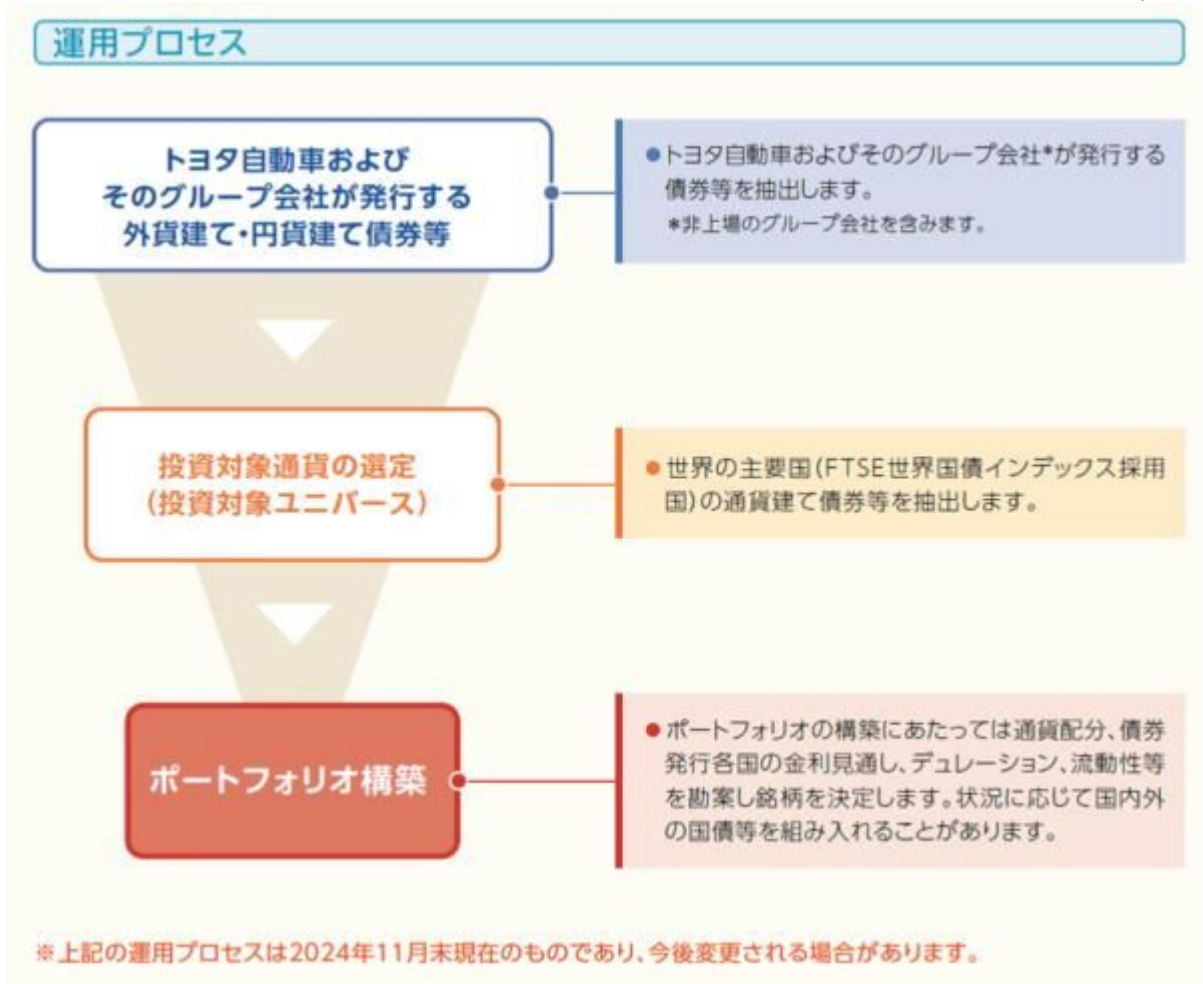 運用プロセス
トヨタ自動車および
そのグループ会社が発行する
外貨建て・円貨建て債券等
●トヨタ自動車およびそのグループ会社*が発行する
債券等を抽出します。
*非上場のグループ会社を含みます。
投資対象通貨の選定
(投資対象ユニバース)
●世界の主要国(FTSE世界国債インデックス採用
国)の通貨建て債券等を抽出します。
ポートフォリオ構築
●ポートフォリオの構築にあたっては通貨配分、債券
発行各国の金利見通し、デュレーション、流動性等
を勘案し銘柄を決定します。状況に応じて国内外
の国債等を組み入れることがあります。
※上記の運用プロセスは2024年11月末現在のものであり、今後変更される場合があります。